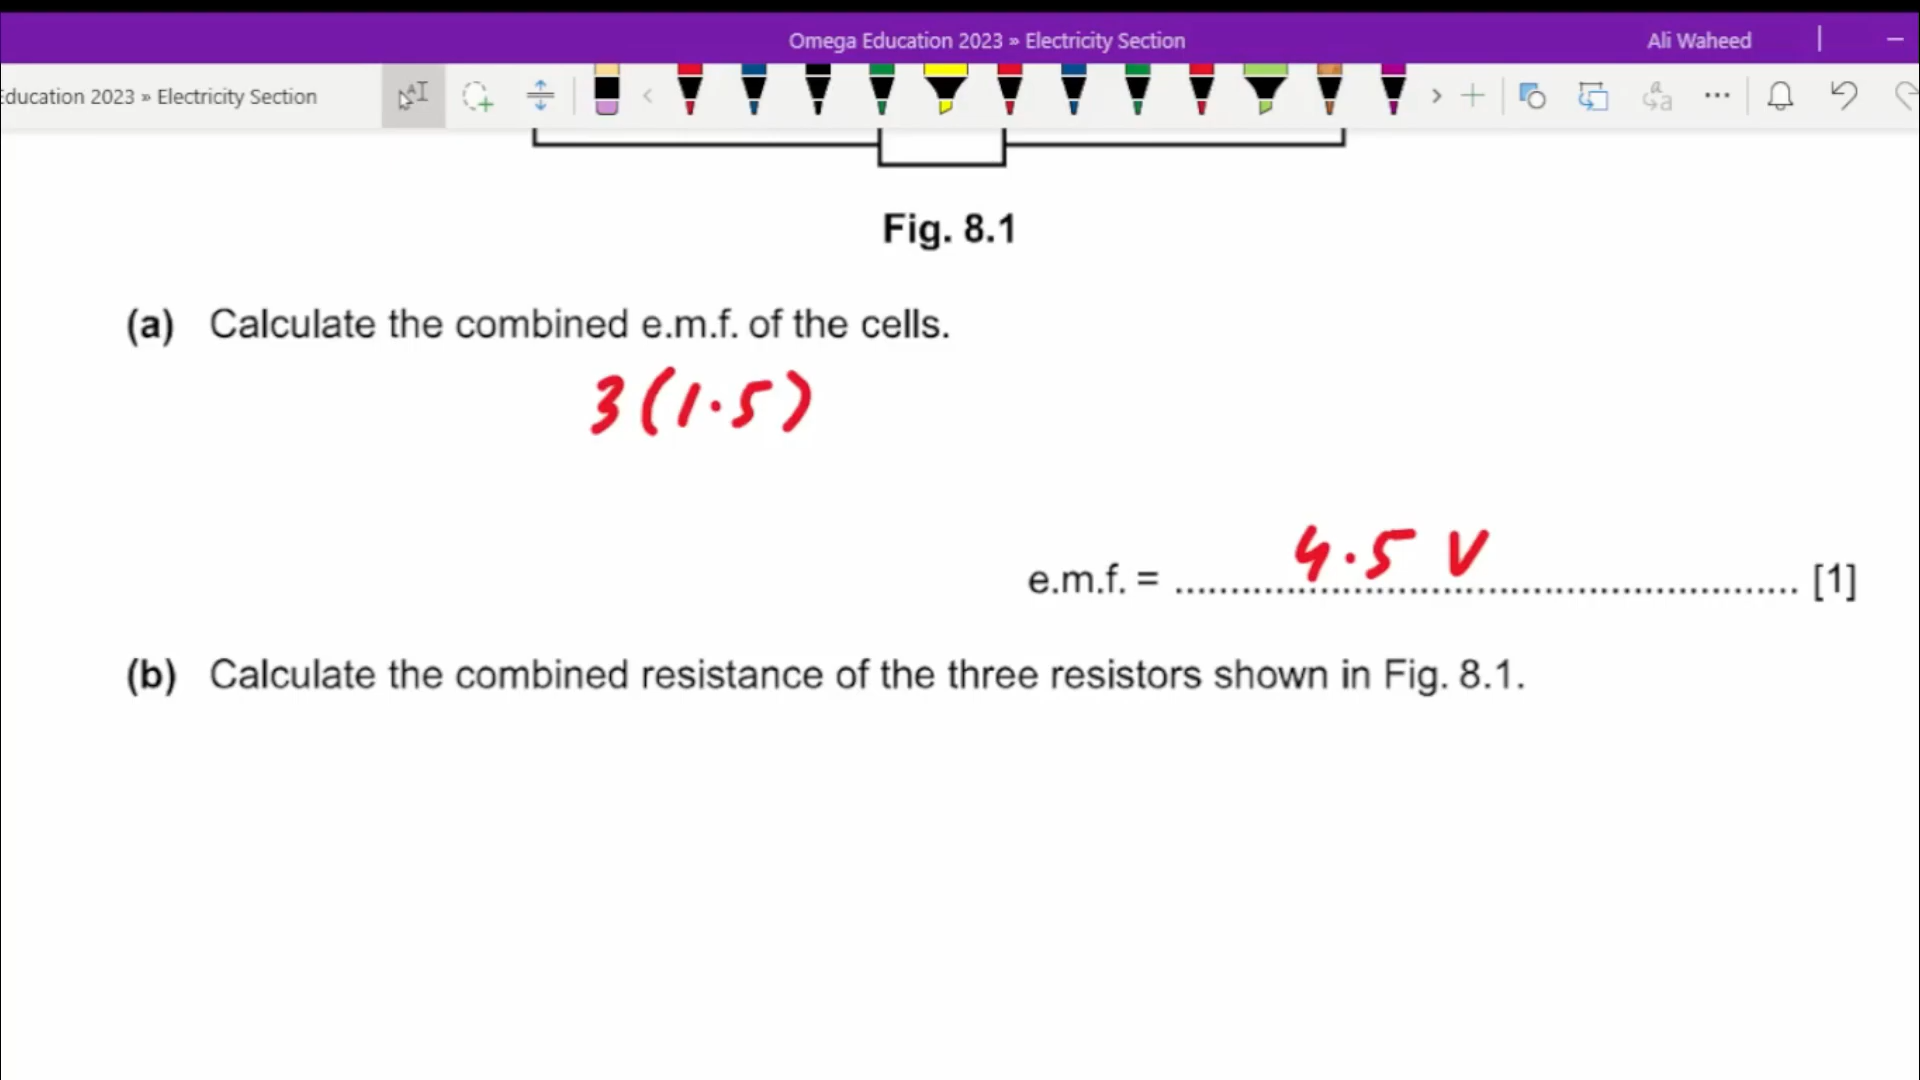 Omega Education 2023 » Electricity Section
Ali Waheed
Education 2023 » Electricity Section
Fig. 8.1
(a) Calculate the combined e.m.f. of the cells.
3(1.5)
4.5 V
e.m.f. = ........................................................ [1]
(b) Calculate the combined resistance of the three resistors shown in Fig. 8.1.